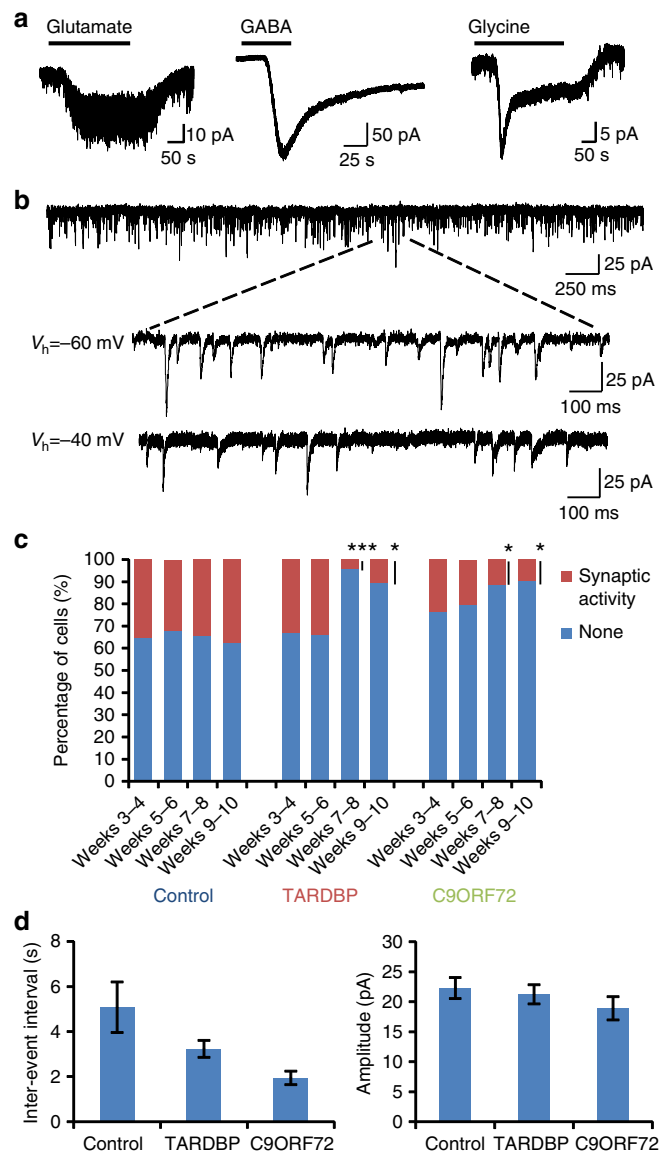 a
Glutamate
GABA
Glycine
10 pA
50 s
50 pA
25 s
5 pA
50 s
b
25 pA
250 ms
Vh=–60 mV
25 pA
100 ms
Vh=–40 mV
25 pA
100 ms
c
Percentage of cells (%)
100
90
80
70
60
50
40
30
20
10
0
***
*
*
*
Synaptic activity
None
Weeks 3–4
Weeks 5–6
Weeks 7–8
Weeks 9–10
Weeks 3–4
Weeks 5–6
Weeks 7–8
Weeks 9–10
Weeks 3–4
Weeks 5–6
Weeks 7–8
Weeks 9–10
Control
TARDBP
C9ORF72
d
Inter-event interval (s)
8
6
4
2
0
Control
TARDBP
C9ORF72
Amplitude (pA)
30
25
20
15
10
5
0
Control
TARDBP
C9ORF72